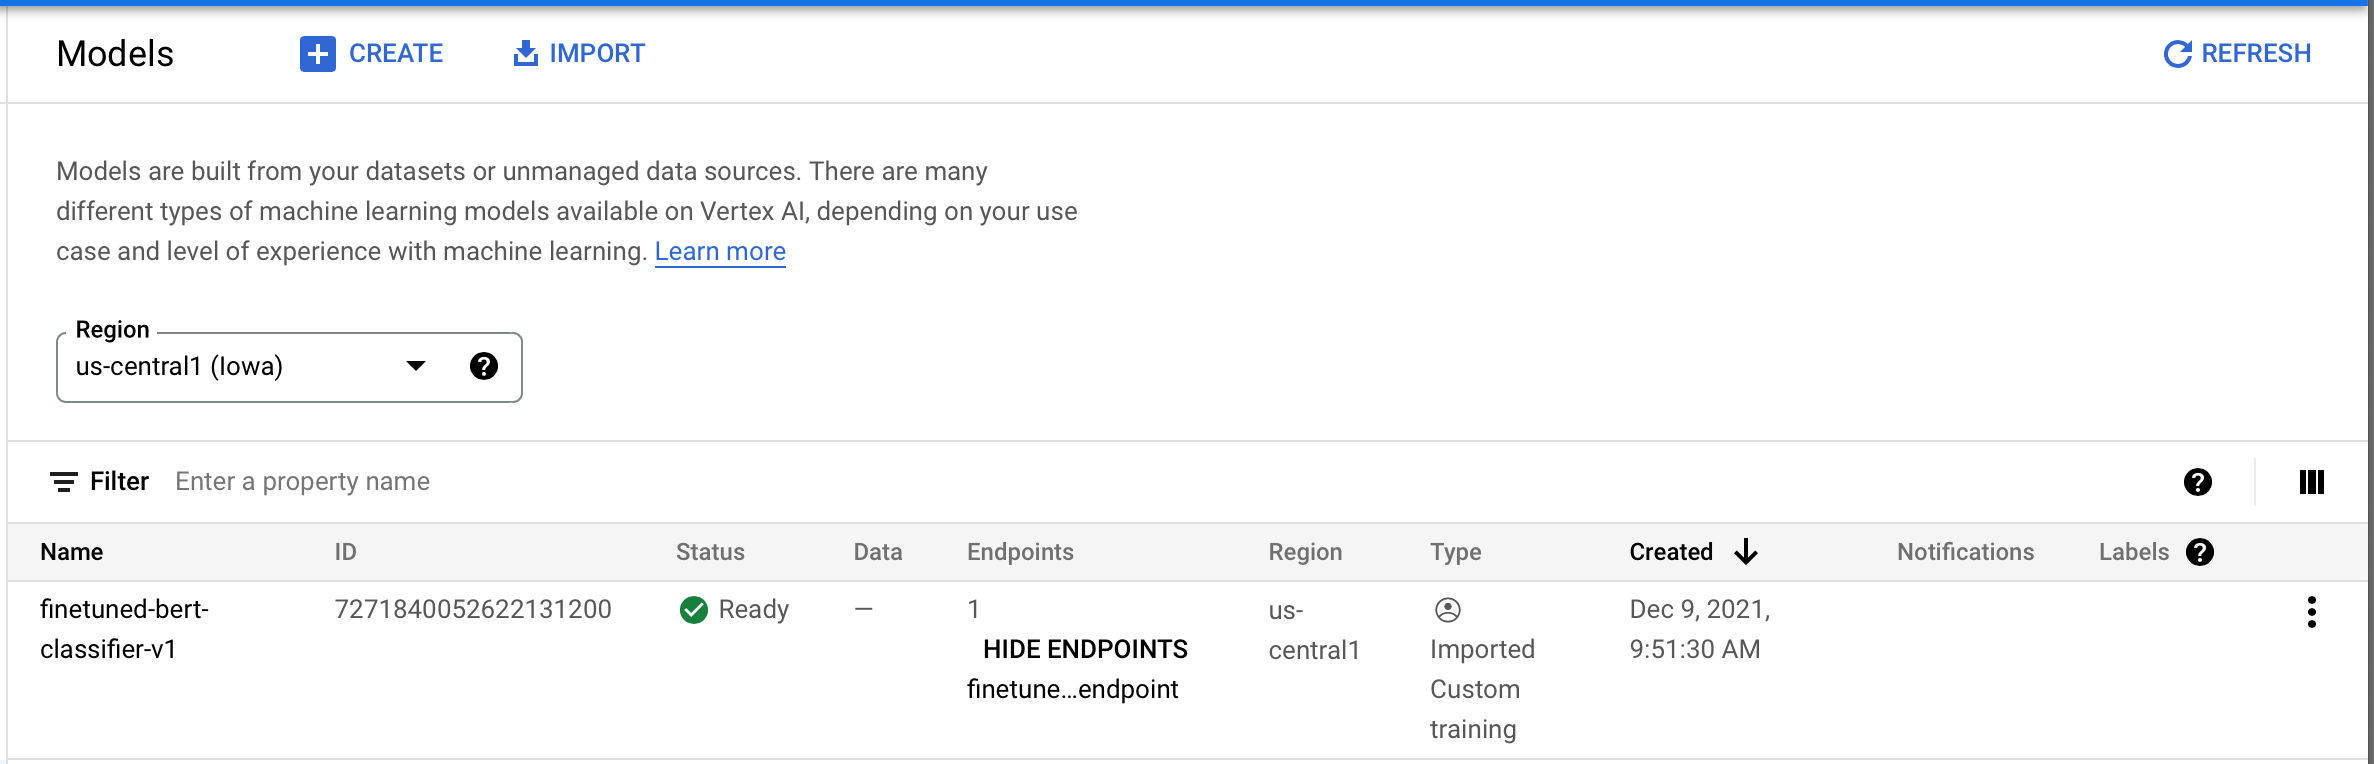 Models CREATE IMPORT REFRESH
Models are built from your datasets or unmanaged data sources. There are many
different types of machine learning models available on Vertex AI, depending on your use
case and level of experience with machine learning. Learn more
Region
us-central1 (Iowa)
Filter Enter a property name
Name ID Status Data Endpoints Region Type Created Notifications Labels
finetuned-bert-
classifier-v1
7271840052622131200
Ready
—
1
HIDE ENDPOINTS
finetune...endpoint
us-
central1
Imported
Custom
training
Dec 9, 2021,
9:51:30 AM